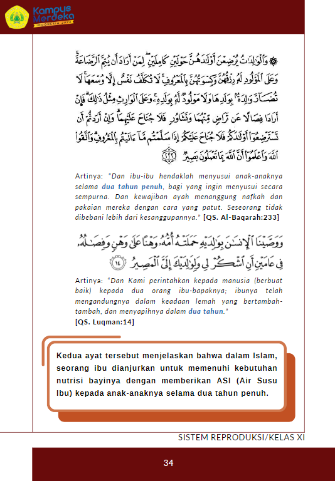 Kampus
Merdeka
INDONESIA JAYA
۞ وَالْوَالِدَاتُ يُرْضِعْنَ أَوْلَادَهُنَّ حَوْلَيْنِ كَامِلَيْنِ لِمَنْ أَرَادَ أَنْ يُتِمَّ الرَّضَاعَةَ
وَعَلَى الْمَوْلُودِ لَهُ رِزْقُهُنَّ وَكِسْوَتُهُنَّ بِالْمَعْرُوفِ لَا تُكَلَّفُ نَفْسٌ إِلَّا وُسْعَهَا لَا
تُضَارَّ وَالِدَةٌ بِوَلَدِهَا وَلَا مَوْلُودٌ لَهُ بِوَلَدِهِ وَعَلَى الْوَارِثِ مِثْلُ ذَلِكَ فَإِنْ
أَرَادَا فِصَالًا عَنْ تَرَاضٍ مِنْهُمَا وَتَشَاوُرٍ فَلَا جُنَاحَ عَلَيْهِمَا وَإِنْ أَرَدْتُمْ أَنْ
تَسْتَرْضِعُوا أَوْلَادَكُمْ فَلَا جُنَاحَ عَلَيْكُمْ إِذَا سَلَّمْتُمْ مَا آتَيْتُمْ بِالْمَعْرُوفِ وَاتَّقُوا
اللَّهَ وَاعْلَمُوا أَنَّ اللَّهَ بِمَا تَعْمَلُونَ بَصِيرٌ ٢٣٣
Artinya: "Dan ibu-ibu hendaklah menyusui anak-anaknya
selama dua tahun penuh, bagi yang ingin menyusui secara
sempurna. Dan kewajiban ayah menanggung nafkah dan
pakaian mereka dengan cara yang patut. Seseorang tidak
dibebani lebih dari kesanggupannya." [QS. Al-Baqarah:233]
وَوَصَّيْنَا الْإِنْسَانَ بِوَالِدَيْهِ حَمَلَتْهُ أُمُّهُ وَهْنًا عَلَى وَهْنٍ وَفِصَالُهُ
فِي عَامَيْنِ أَنِ اشْكُرْ لِي وَلِوَالِدَيْكَ إِلَيَّ الْمَصِيرُ ١٤
Artinya: "Dan Kami perintahkan kepada manusia (berbuat
baik) kepada dua orang ibu-bapaknya; ibunya telah
mengandungnya dalam keadaan lemah yang bertambah-
tambah, dan menyapihnya dalam dua tahun."
[QS. Luqman:14]
Kedua ayat tersebut menjelaskan bahwa dalam Islam,
seorang ibu dianjurkan untuk memenuhi kebutuhan
nutrisi bayinya dengan memberikan ASI (Air Susu
Ibu) kepada anak-anaknya selama dua tahun penuh.
SISTEM REPRODUKSI/KELAS XI
34